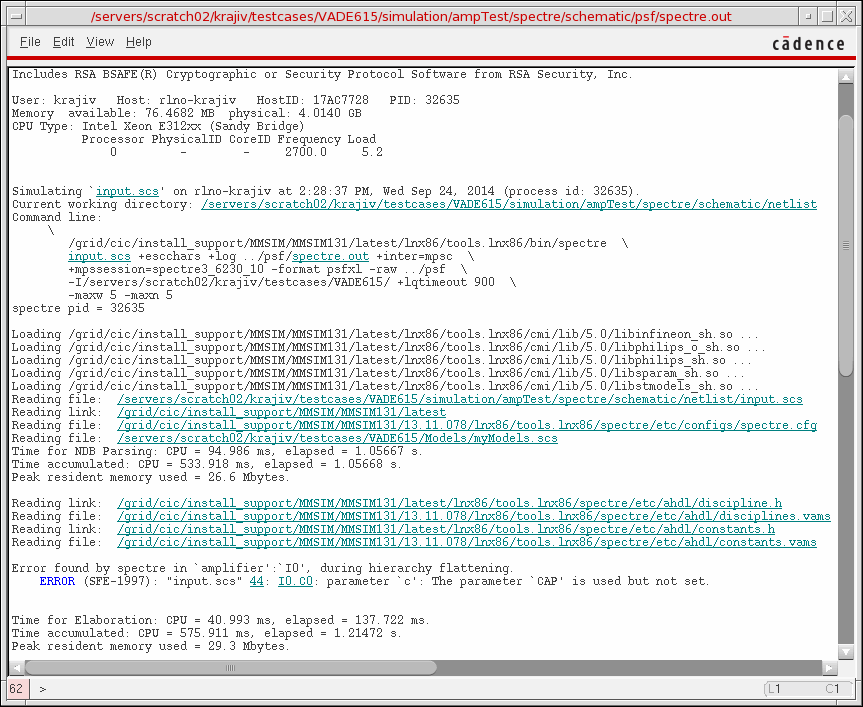 /servers/scratch02/krajiv/testcases/VADE615/simulation/ampTest/spectre/schematic/psf/spectre.out
File Edit View Help
cādence
Includes RSA BSAFE(R) Cryptographic or Security Protocol Software from RSA Security, Inc.
User: krajiv   Host: rlno-krajiv   HostID: 17AC7728   PID: 32635
Memory  available: 76.4682 MB  physical: 4.0140 GB
CPU Type: Intel Xeon E312xx (Sandy Bridge)
Processor PhysicalID CoreID Frequency Load
0 - - 2700.0 5.2
Simulating `input.scs' on rlno-krajiv at 2:28:37 PM, Wed Sep 24, 2014 (process id: 32635).
Current working directory: /servers/scratch02/krajiv/testcases/VADE615/simulation/ampTest/spectre/schematic/netlist
Command line:
\
/grid/cic/install_support/MMSIM/MMSIM131/latest/lnx86/tools.lnx86/bin/spectre  \
input.scs +escchars +log ../psf/spectre.out +inter=mpsc  \
+mpssession=spectre3_6230_10 -format psfxl -raw ../psf  \
-I/servers/scratch02/krajiv/testcases/VADE615/ +lqtimeout 900  \
-maxw 5 -maxn 5
spectre pid = 32635
Loading /grid/cic/install_support/MMSIM/MMSIM131/latest/lnx86/tools.lnx86/cmi/lib/5.0/libinfineon_sh.so ...
Loading /grid/cic/install_support/MMSIM/MMSIM131/latest/lnx86/tools.lnx86/cmi/lib/5.0/libphilips_o_sh.so ...
Loading /grid/cic/install_support/MMSIM/MMSIM131/latest/lnx86/tools.lnx86/cmi/lib/5.0/libphilips_sh.so ...
Loading /grid/cic/install_support/MMSIM/MMSIM131/latest/lnx86/tools.lnx86/cmi/lib/5.0/libsparam_sh.so ...
Loading /grid/cic/install_support/MMSIM/MMSIM131/latest/lnx86/tools.lnx86/cmi/lib/5.0/libstmodels_sh.so ...
Reading file:  /servers/scratch02/krajiv/testcases/VADE615/simulation/ampTest/spectre/schematic/netlist/input.scs
Reading link:  /grid/cic/install_support/MMSIM/MMSIM131/latest
Reading file:  /grid/cic/install_support/MMSIM/MMSIM131/13.11.078/lnx86/tools.lnx86/spectre/etc/configs/spectre.cfg
Reading file:  /servers/scratch02/krajiv/testcases/VADE615/Models/myModels.scs
Time for NDB Parsing: CPU = 94.986 ms, elapsed = 1.05667 s.
Time accumulated: CPU = 533.918 ms, elapsed = 1.05668 s.
Peak resident memory used = 26.6 Mbytes.
Reading link:  /grid/cic/install_support/MMSIM/MMSIM131/latest/lnx86/tools.lnx86/spectre/etc/ahdl/discipline.h
Reading file:  /grid/cic/install_support/MMSIM/MMSIM131/13.11.078/lnx86/tools.lnx86/spectre/etc/ahdl/disciplines.vams
Reading link:  /grid/cic/install_support/MMSIM/MMSIM131/latest/lnx86/tools.lnx86/spectre/etc/ahdl/constants.h
Reading file:  /grid/cic/install_support/MMSIM/MMSIM131/13.11.078/lnx86/tools.lnx86/spectre/etc/ahdl/constants.vams
Error found by spectre in `amplifier':`I0', during hierarchy flattening.
ERROR (SFE-1997): "input.scs" 44: I0.C0: parameter `c': The parameter `CAP' is used but not set.
Time for Elaboration: CPU = 40.993 ms, elapsed = 137.722 ms.
Time accumulated: CPU = 575.911 ms, elapsed = 1.21472 s.
Peak resident memory used = 29.3 Mbytes.
62 > L1 C1